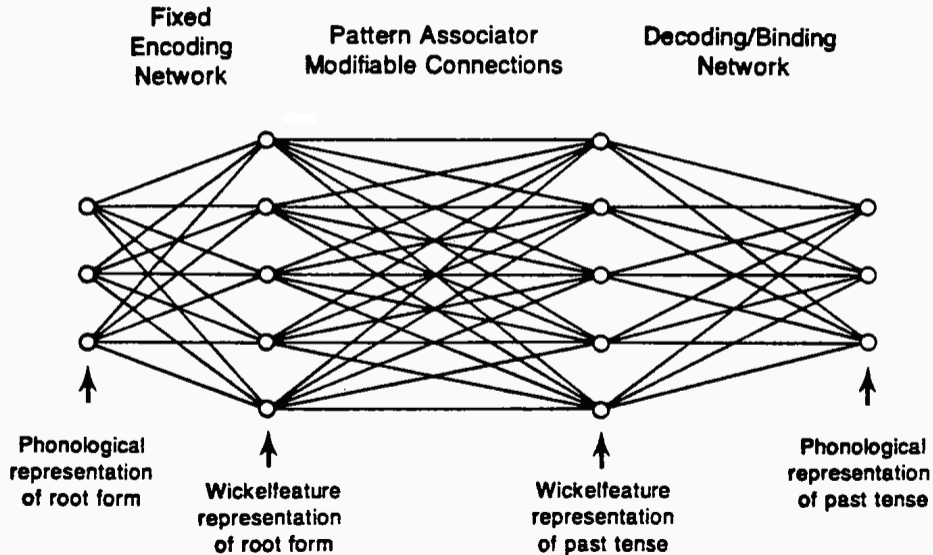 Fixed
Encoding
Network
Pattern Associator
Modifiable Connections
Decoding/Binding
Network
Phonological
representation
of root form
Wickelfeature
representation
of root form
Wickelfeature
representation
of past tense
Phonological
representation
of past tense